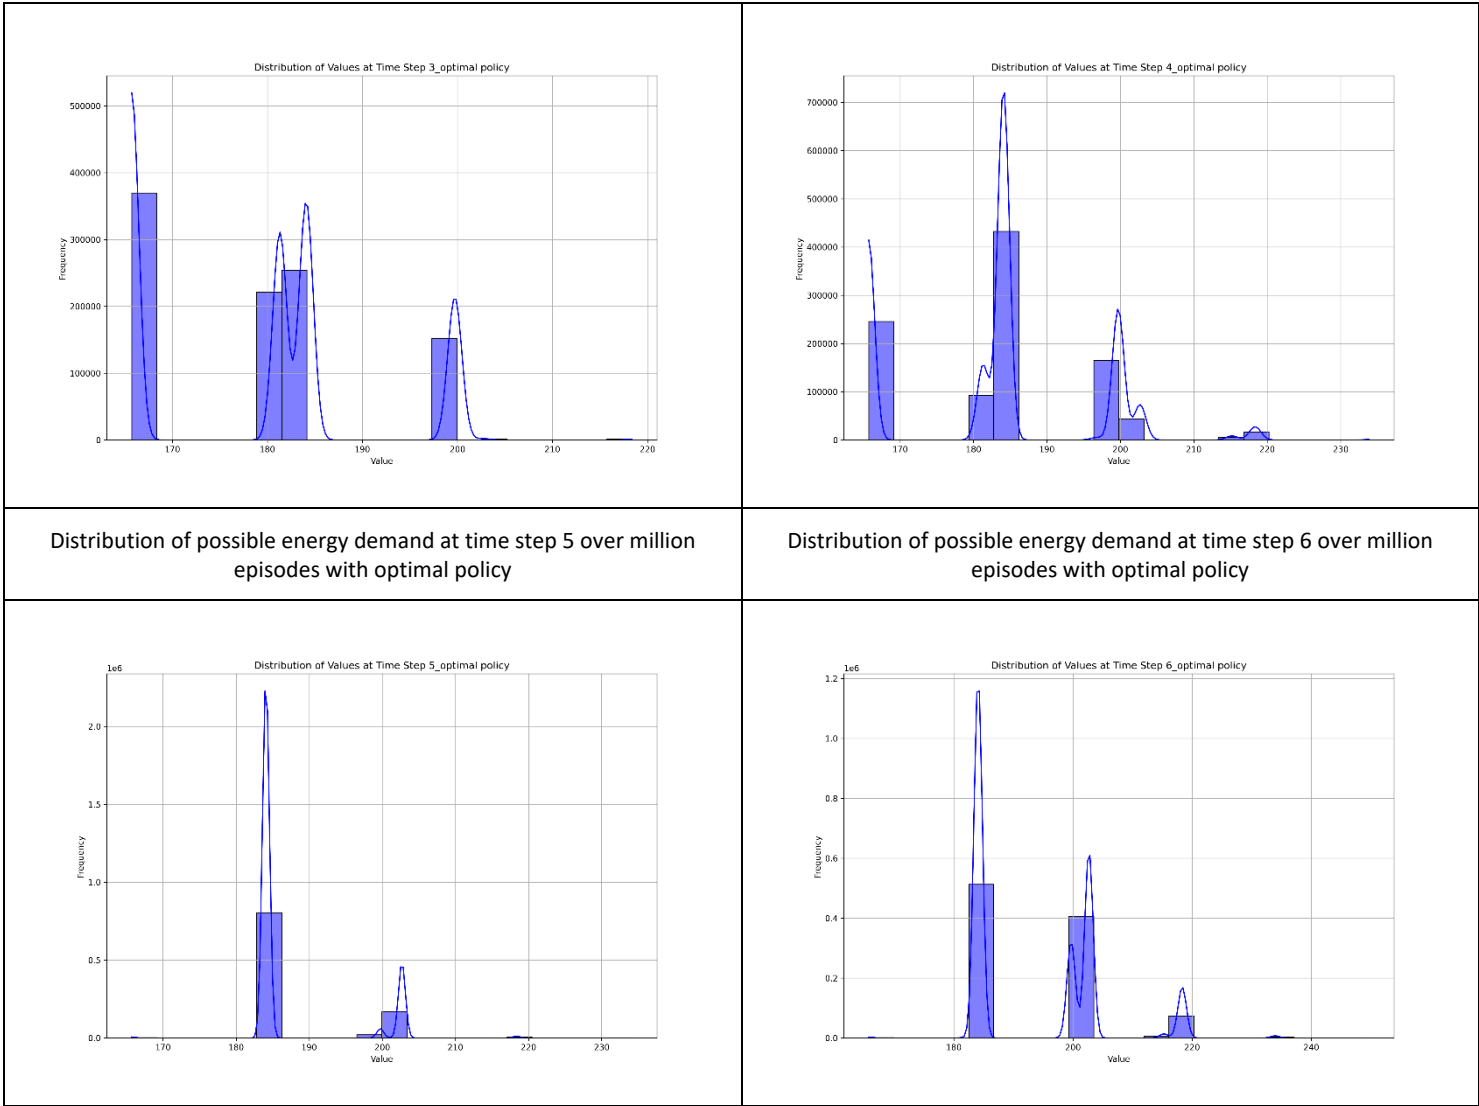 Distribution of Values at Time Step 3_optimal policy
500000
400000
300000
200000
100000
0
Frequency
170
180
190
200
210
220
Value
Distribution of Values at Time Step 4_optimal policy
700000
600000
500000
400000
300000
200000
100000
0
Frequency
170
180
190
200
210
220
230
Value
Distribution of possible energy demand at time step 5 over million
episodes with optimal policy
Distribution of possible energy demand at time step 6 over million
episodes with optimal policy
Distribution of Values at Time Step 5_optimal policy
1e6
2.0
1.5
1.0
0.5
0.0
Frequency
170
180
190
200
210
220
230
Value
Distribution of Values at Time Step 6_optimal policy
1e6
1.2
1.0
0.8
0.6
0.4
0.2
0.0
Frequency
180
200
220
240
Value